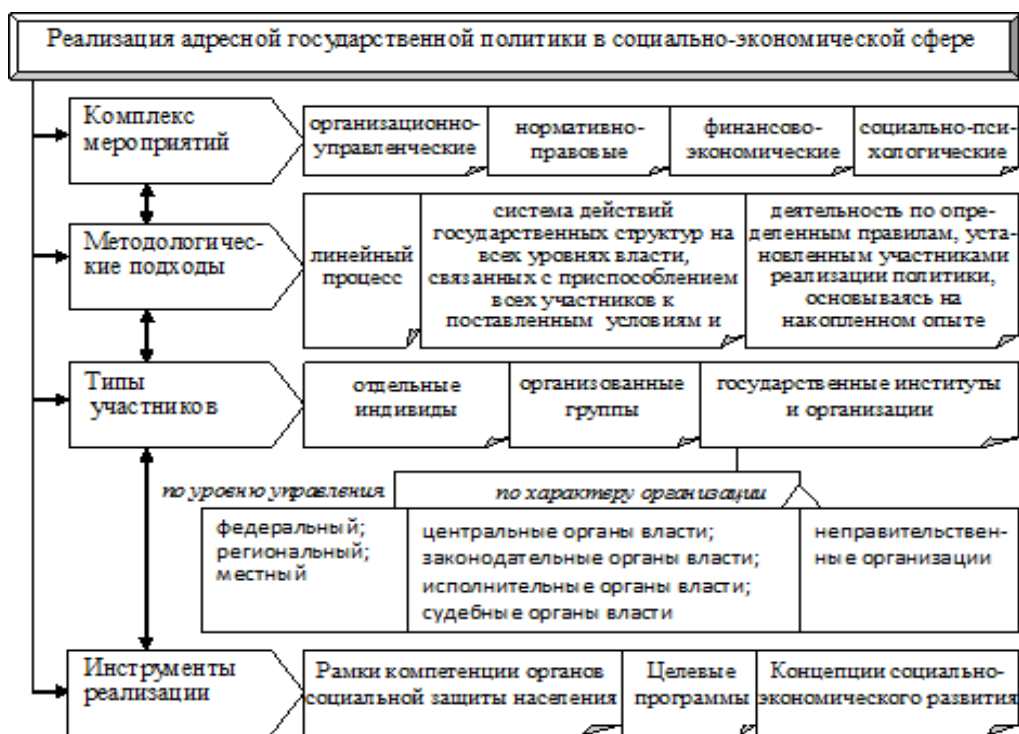 Реализация адресной государственной политики в социально-экономической сфере
Комплекс
мероприятий
организационно-
управленческие
нормативно-
правовые
финансово-
экономические
социально-пси-
хологические
Методологичес-
кие подходы
линейный
процесс
система действий
государственных структур на
всех уровнях власти,
связанных с приспособлением
всех участников к
поставленным условиям и
деятельность по опре-
деленным правилам, уста-
новленным участниками
реализации политики,
основываясь на
накопленном опыте
Типы
участников
отдельные
индивиды
организованные
группы
государственные институты
и организации
по уровню управления
по характеру организации
федеральный;
региональный;
местный
центральные органы власти;
законодательные органы власти;
исполнительные органы власти;
судебные органы власти
неправительствен-
ные организации
Инструменты
реализации
Рамки компетенции органов
социальной защиты населения
Целевые
программы
Концепции социально-
экономического развития